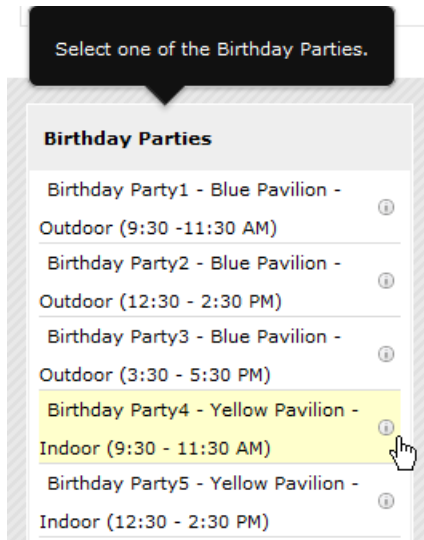 Select one of the Birthday Parties.
Birthday Parties
Birthday Party1 - Blue Pavilion -
Outdoor (9:30 -11:30 AM)
Birthday Party2 - Blue Pavilion -
Outdoor (12:30 - 2:30 PM)
Birthday Party3 - Blue Pavilion -
Outdoor (3:30 - 5:30 PM)
Birthday Party4 - Yellow Pavilion -
Indoor (9:30 - 11:30 AM)
Birthday Party5 - Yellow Pavilion -
Indoor (12:30 - 2:30 PM)